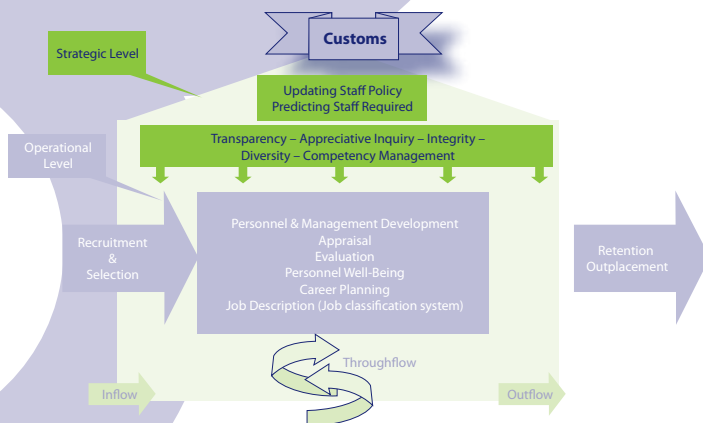 Customs
Strategic Level
Updating Staff Policy
Predicting Staff Required
Transparency – Appreciative Inquiry – Integrity –
Diversity – Competency Management
Operational
Level
Recruitment
&
Selection
Personnel & Management Development
Appraisal
Evaluation
Personnel Well-Being
Career Planning
Job Description (Job classification system)
Retention
Outplacement
Throughflow
Inflow
Outflow